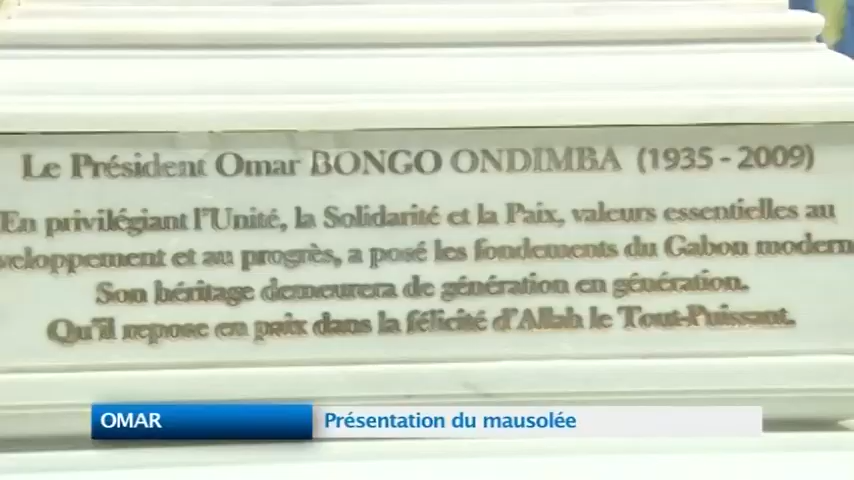 Le Président Omar BONGO ONDIMBA (1935 - 2009)
En privilégiant l'Unité, la Solidarité et la Paix, valeurs essentielles au
veloppement et au progrès, a posé les fondements du Gabon modern
Son héritage demeurera de génération en génération.
Qu'il repose en paix dans la félicité d'Allah le Tout-Puissant.
OMAR Présentation du mausolée